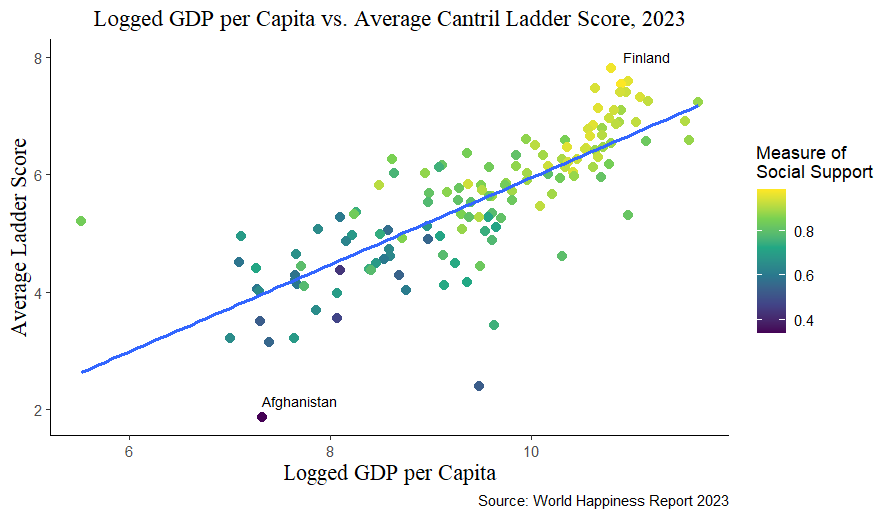 Logged GDP per Capita vs. Average Cantril Ladder Score, 2023
Average Ladder Score
8
6
4
2
Finland
Afghanistan
6
8
10
Logged GDP per Capita
Measure of
Social Support
0.8
0.6
0.4
Source: World Happiness Report 2023